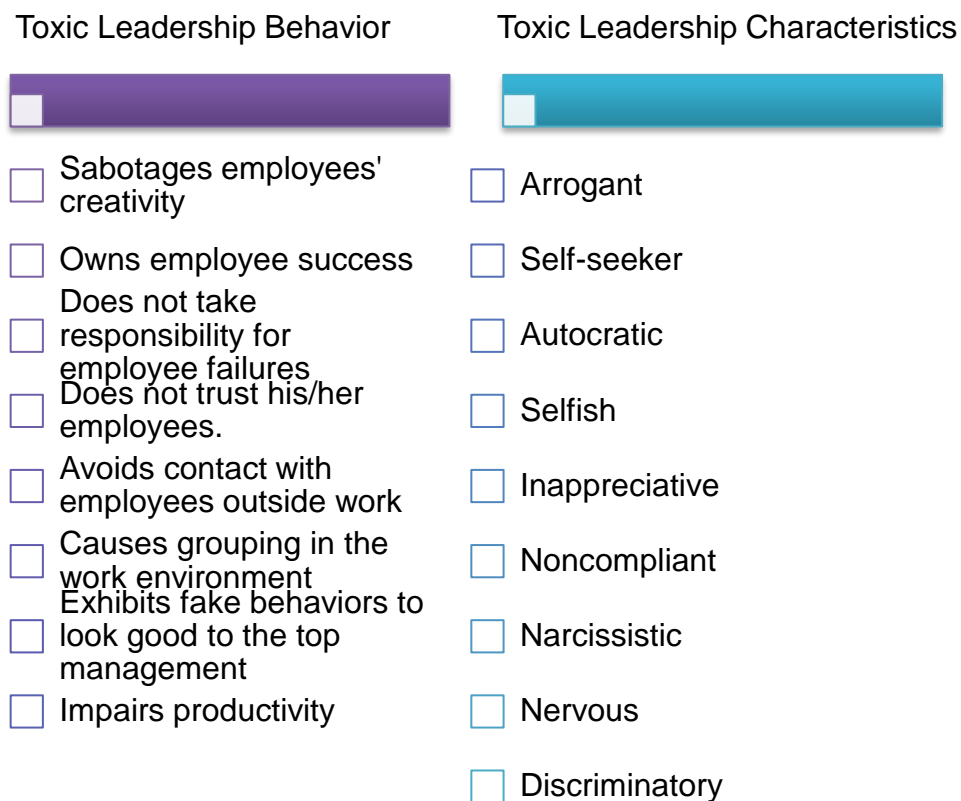 Toxic Leadership Behavior
Sabotages employees'
creativity
Owns employee success
Does not take
responsibility for
employee failures
Does not trust his/her
employees.
Avoids contact with
employees outside work
Causes grouping in the
work environment
Exhibits fake behaviors to
look good to the top
management
Impairs productivity
Toxic Leadership Characteristics
Arrogant
Self-seeker
Autocratic
Selfish
Inappreciative
Noncompliant
Narcissistic
Nervous
Discriminatory